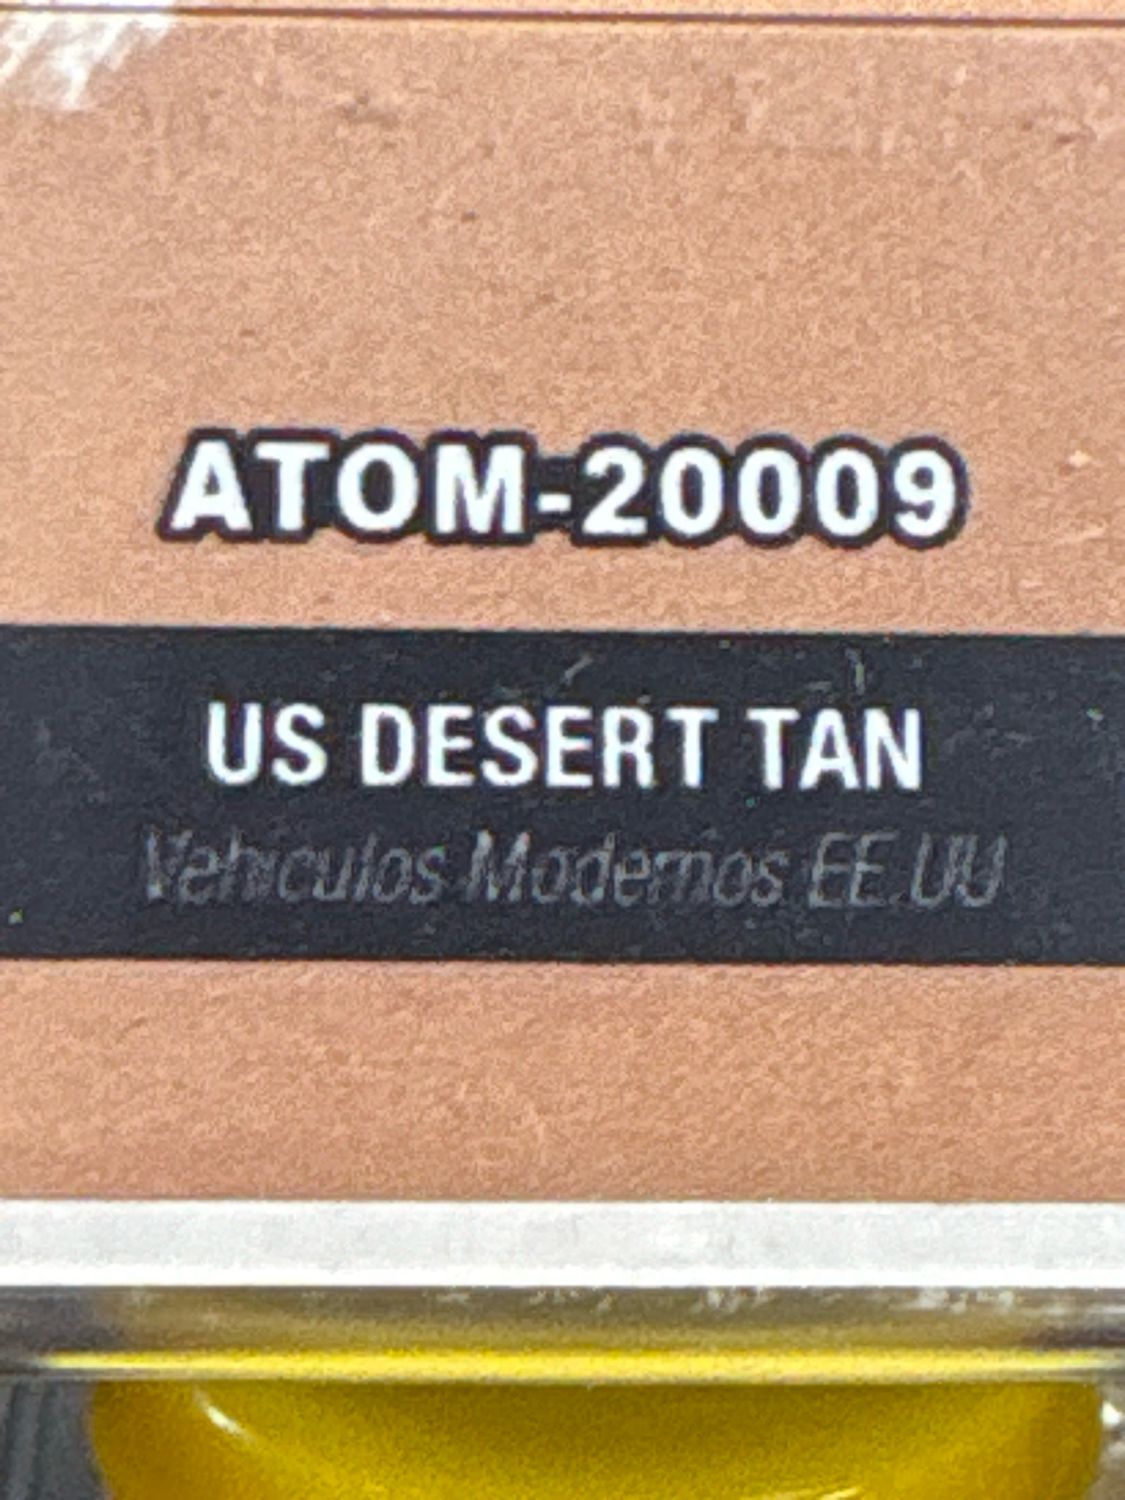 ATOM-20009
US DESERT TAN
Vehiculos Modernos EE.UU